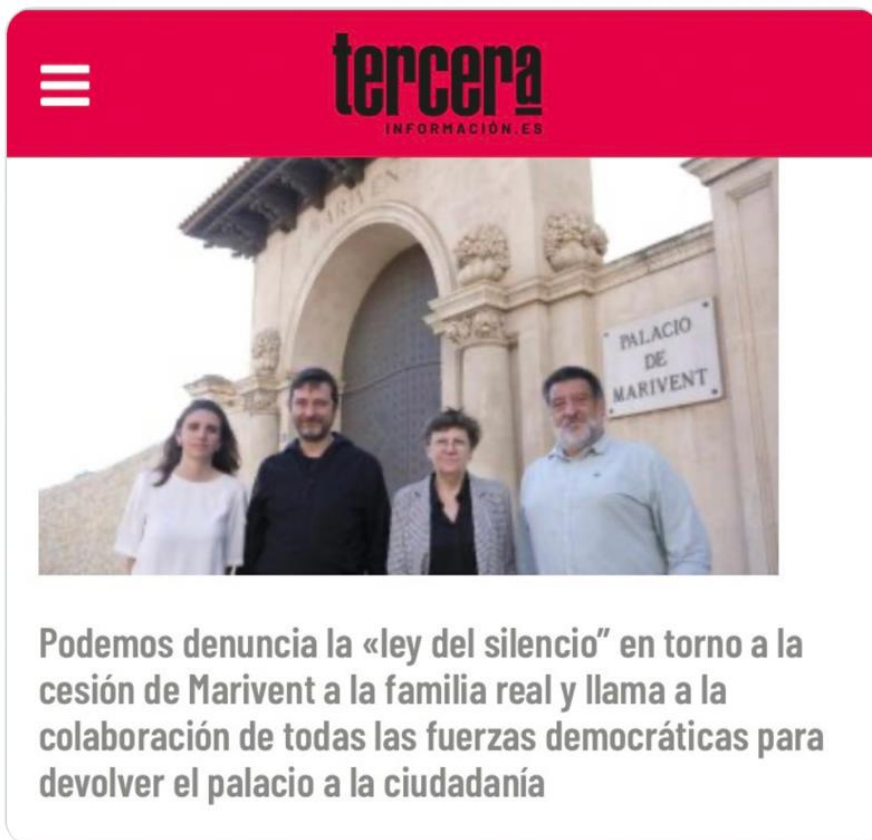 tercera
INFORMACIÓN.ES
MARIVENT
PALACIO
DE
MARIVENT
Podemos denuncia la «ley del silencio” en torno a la
cesión de Marivent a la familia real y llama a la
colaboración de todas las fuerzas democráticas para
devolver el palacio a la ciudadanía